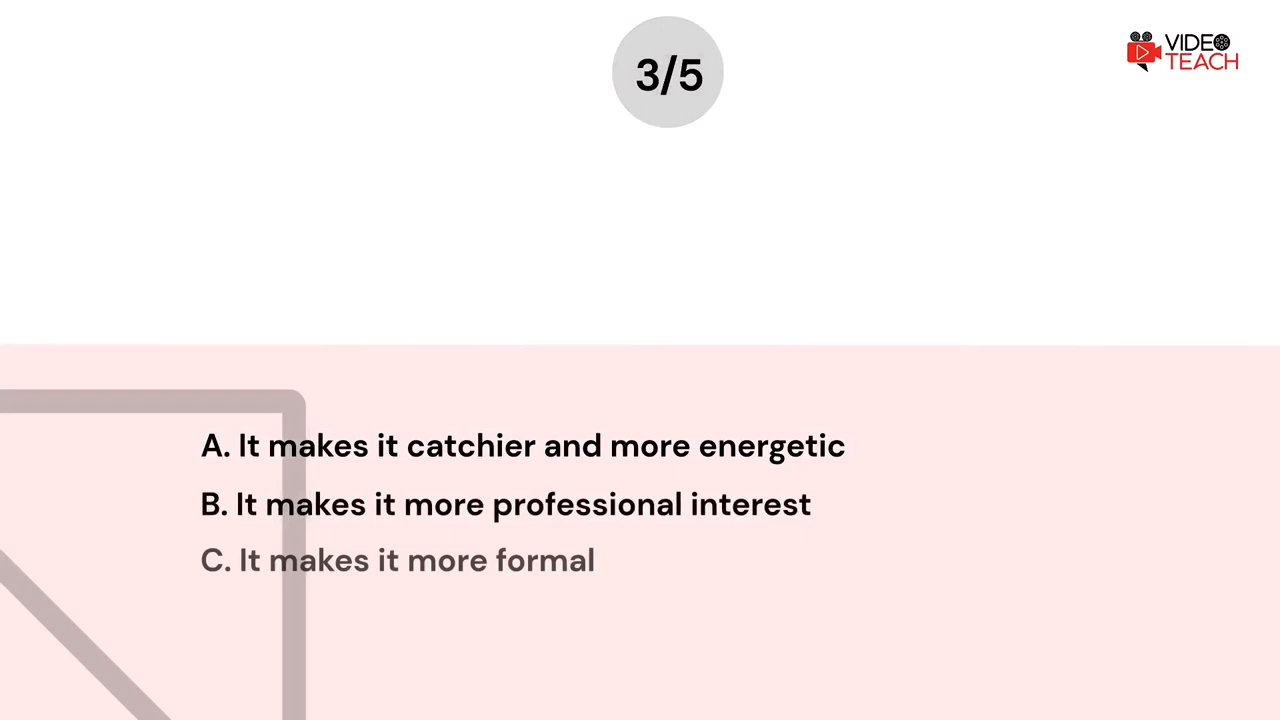 3/5
VIDEO
TEACH
A. It makes it catchier and more energetic
B. It makes it more professional interest
C. It makes it more formal